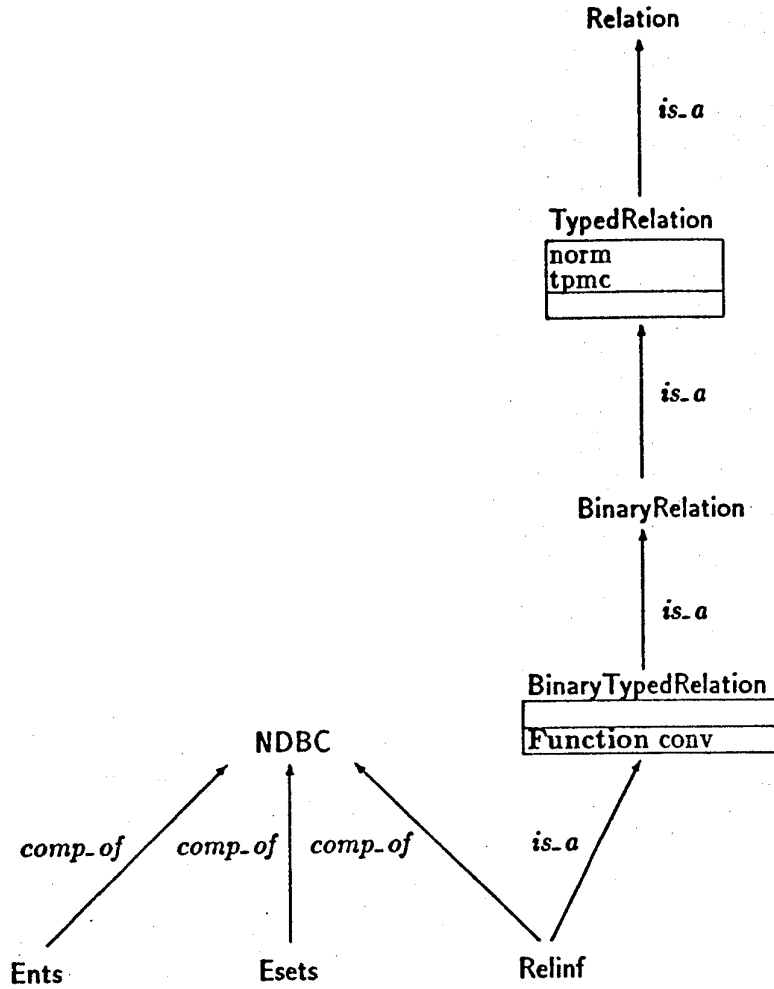 Relation
is_a
TypedRelation
norm
tpmc
is_a
BinaryRelation
is_a
BinaryTypedRelation
Function conv
NDBC
comp_of comp_of comp_of is_a
Ents Esets Relinf